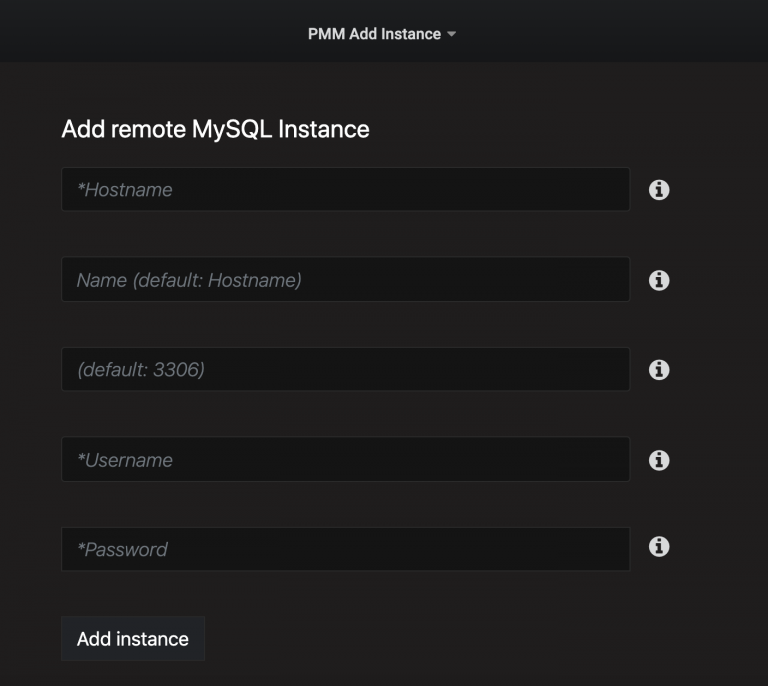 PMM Add Instance
Add remote MySQL Instance
*Hostname
Name (default: Hostname)
(default: 3306)
*Username
*Password
Add instance